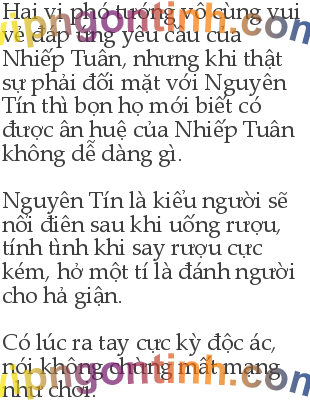 Hai vị phó tướng vô cùng vui
vẻ đáp ứng yêu cầu của
Nhiếp Tuân, nhưng khi thật
sự phải đối mặt với Nguyên
Tín thì bọn họ mới biết có
được ân huệ của Nhiếp Tuân
không dễ dàng gì.
Nguyên Tín là kiểu người sẽ
nổi điên sau khi uống rượu,
tính tình khi say rượu cực
kém, hở một tí là đánh người
cho hả giận.
Có lúc ra tay cực kỳ độc ác,
nói không chừng mất mạng
như chơi.
vipngontinh.com
vipngontinh.com